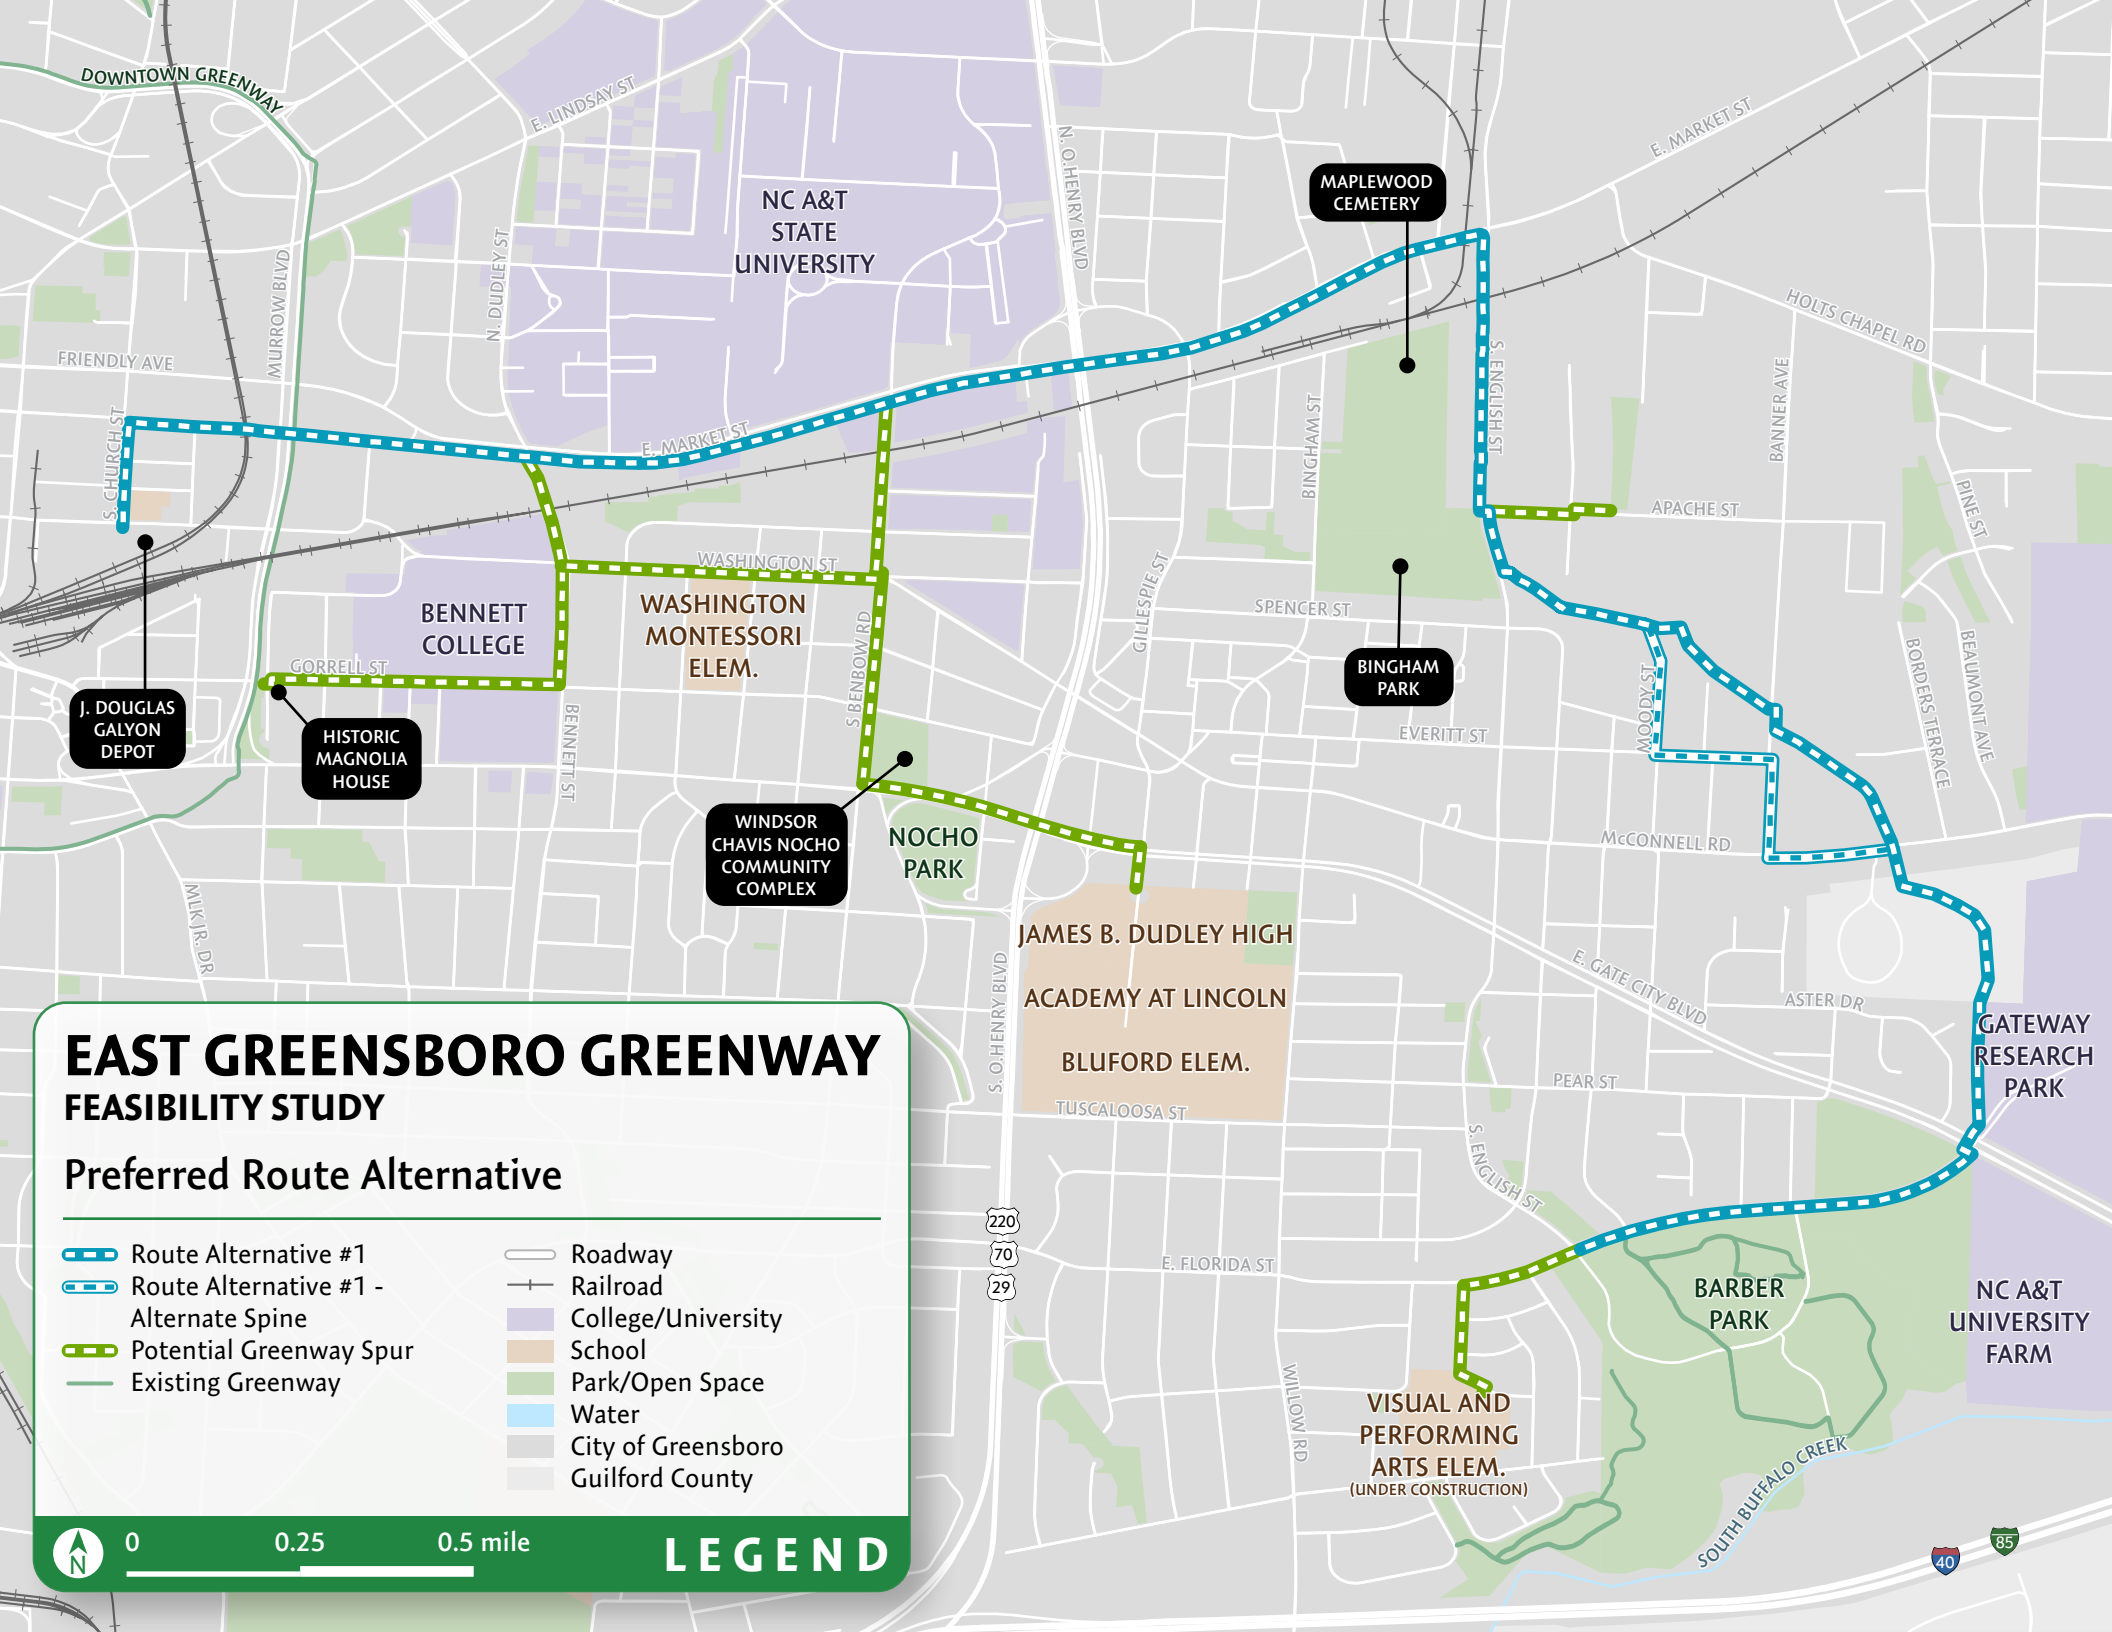 DOWNTOWN GREENWAY
E. LINDSAY ST
N. O.HENRY BLVD
E. MARKET ST
NC A&T
STATE
UNIVERSITY
MAPLEWOOD
CEMETERY
N. DUDLEY ST
MURROW BLVD
HOLTS CHAPEL RD
FRIENDLY AVE
S. ENGLISH ST
BANNER AVE
BINGHAM ST
S. CHURCH ST
E. MARKET ST
APACHE ST
PINE ST
WASHINGTON ST
GILLESPIE ST
BENNETT
COLLEGE
WASHINGTON
MONTESSORI
ELEM.
SPENCER ST
BINGHAM
PARK
GORRELL ST
S BENBOW RD
MOODY ST
BORDERS TERRACE
BEAUMONT AVE
J. DOUGLAS
GALYON
DEPOT
HISTORIC
MAGNOLIA
HOUSE
BENNETT ST
EVERITT ST
WINDSOR
CHAVIS NOCHO
COMMUNITY
COMPLEX
NOCHO
PARK
McCONNELL RD
MLK JR. DR
JAMES B. DUDLEY HIGH
ACADEMY AT LINCOLN
BLUFORD ELEM.
S. O.HENRY BLVD
E. GATE CITY BLVD
ASTER DR
GATEWAY
RESEARCH
PARK
PEAR ST
TUSCALOOSA ST
S. ENGLISH ST
220
70
29
E. FLORIDA ST
BARBER
PARK
NC A&T
UNIVERSITY
FARM
WILLOW RD
VISUAL AND
PERFORMING
ARTS ELEM.
(UNDER CONSTRUCTION)
SOUTH BUFFALO CREEK
40
85
EAST GREENSBORO GREENWAY
FEASIBILITY STUDY
Preferred Route Alternative
Route Alternative #1
Route Alternative #1 -
Alternate Spine
Potential Greenway Spur
Existing Greenway
Roadway
Railroad
College/University
School
Park/Open Space
Water
City of Greensboro
Guilford County
N
0 0.25 0.5 mile
LEGEND